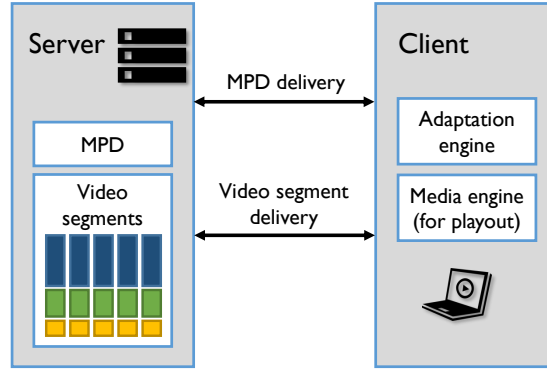 Server
MPD
Video
segments
MPD delivery
Video segment
delivery
Client
Adaptation
engine
Media engine
(for playout)